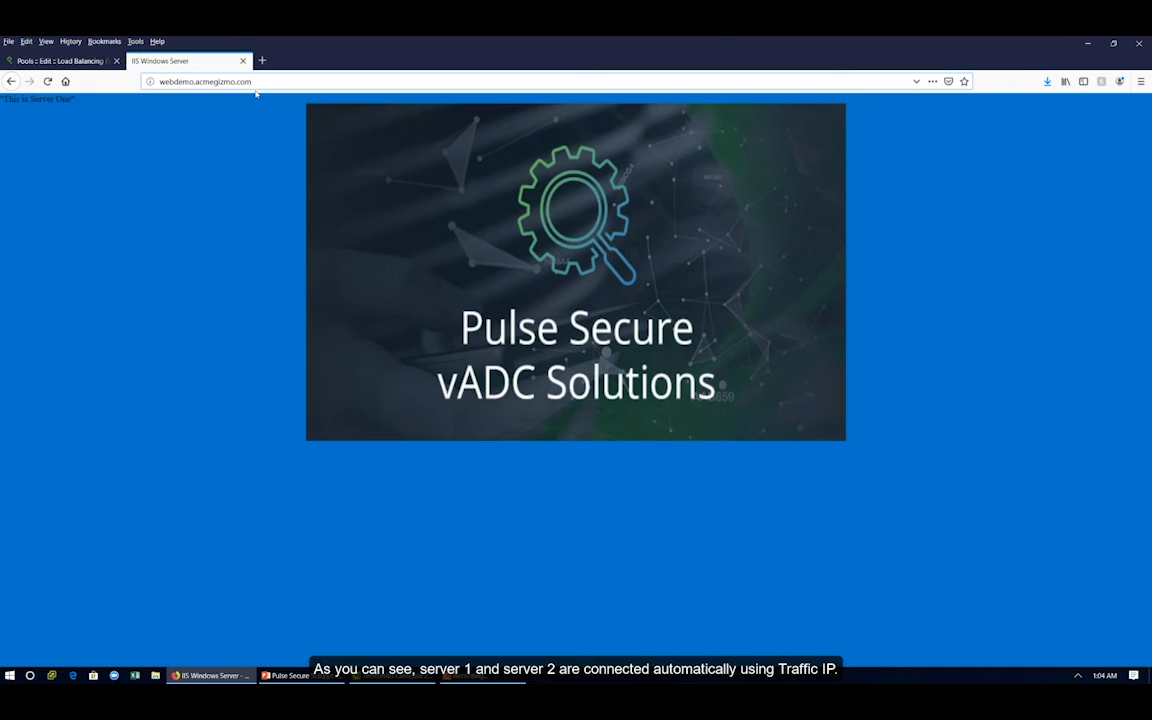 File Edit View History Bookmarks Tools Help
Pools :: Edit :: Load Balancing
IIS Windows Server
webdemo.acmegizmo.com
"This is Server One"
Pulse Secure
vADC Solutions
As you can see, server 1 and server 2 are connected automatically using Traffic IP.
IIS Windows Server - ...
Pulse Secure
1:04 AM